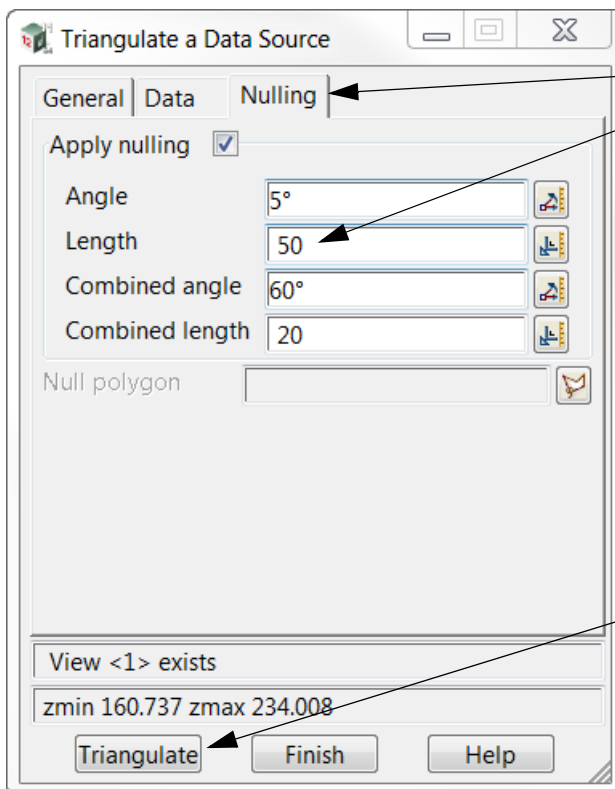 Triangulate a Data Source
General Data Nulling
Apply nulling
Angle 5°
Length 50
Combined angle 60°
Combined length 20
Null polygon
View <1> exists
zmin 160.737 zmax 234.008
Triangulate Finish Help